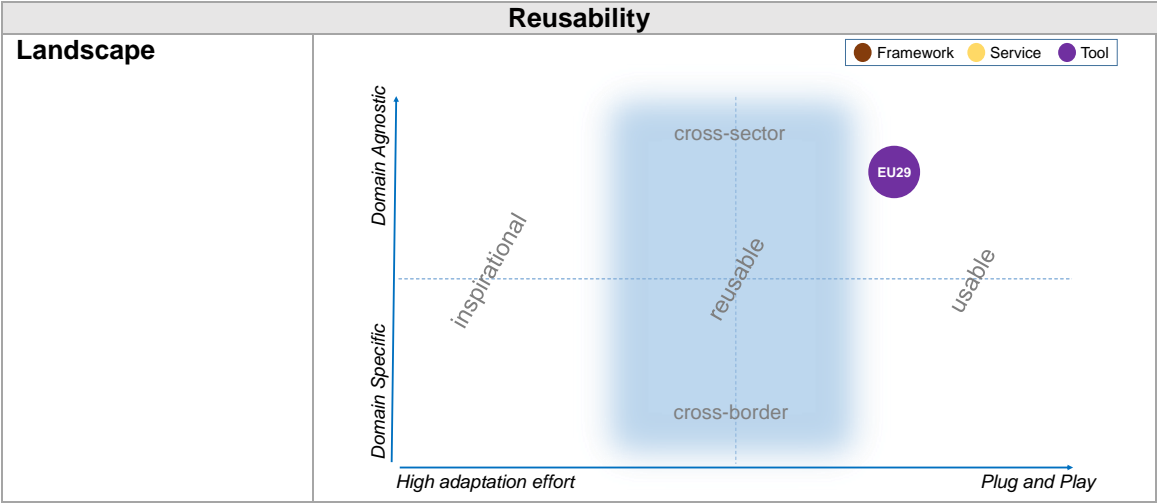 Reusability
Landscape
Framework Service Tool
Domain Agnostic
cross-sector
EU29
inspirational
reusable
usable
Domain Specific
cross-border
High adaptation effort
Plug and Play